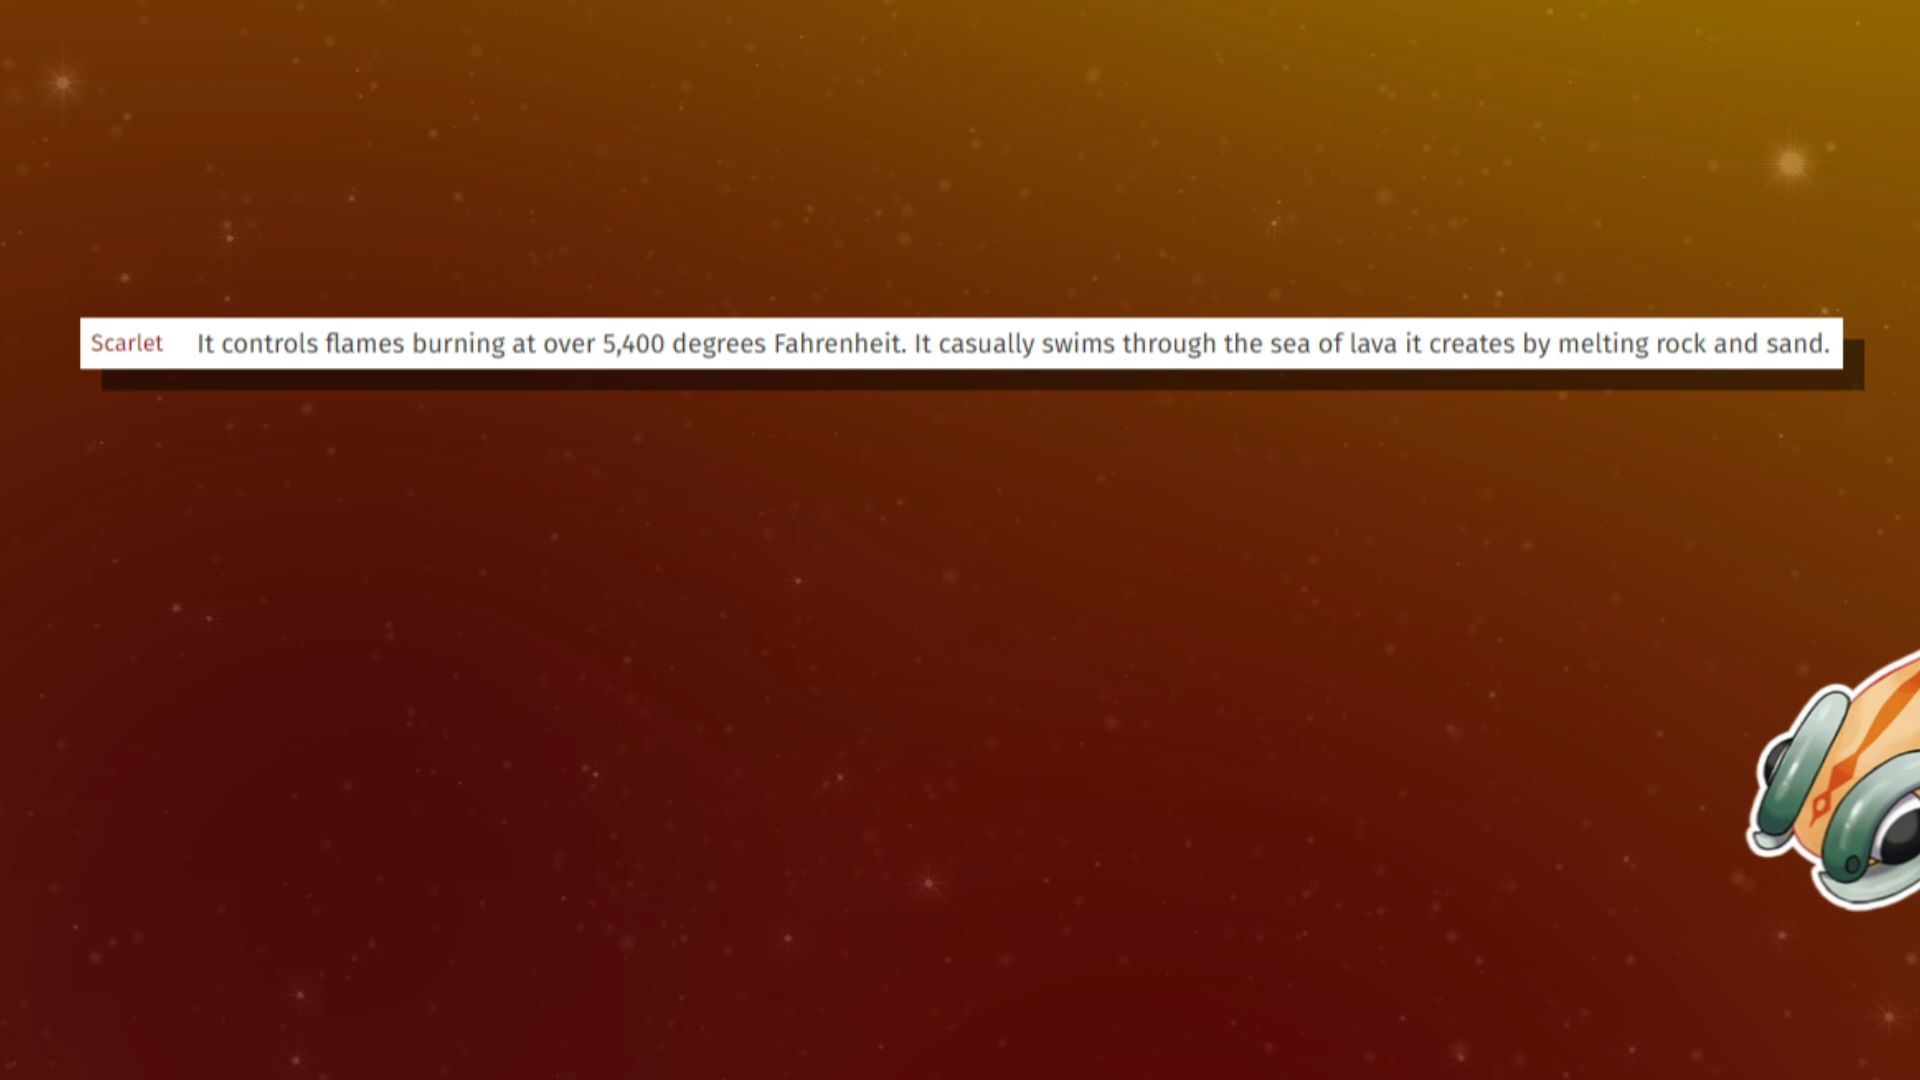 Scarlet It controls flames burning at over 5,400 degrees Fahrenheit. It casually swims through the sea of lava it creates by melting rock and sand.